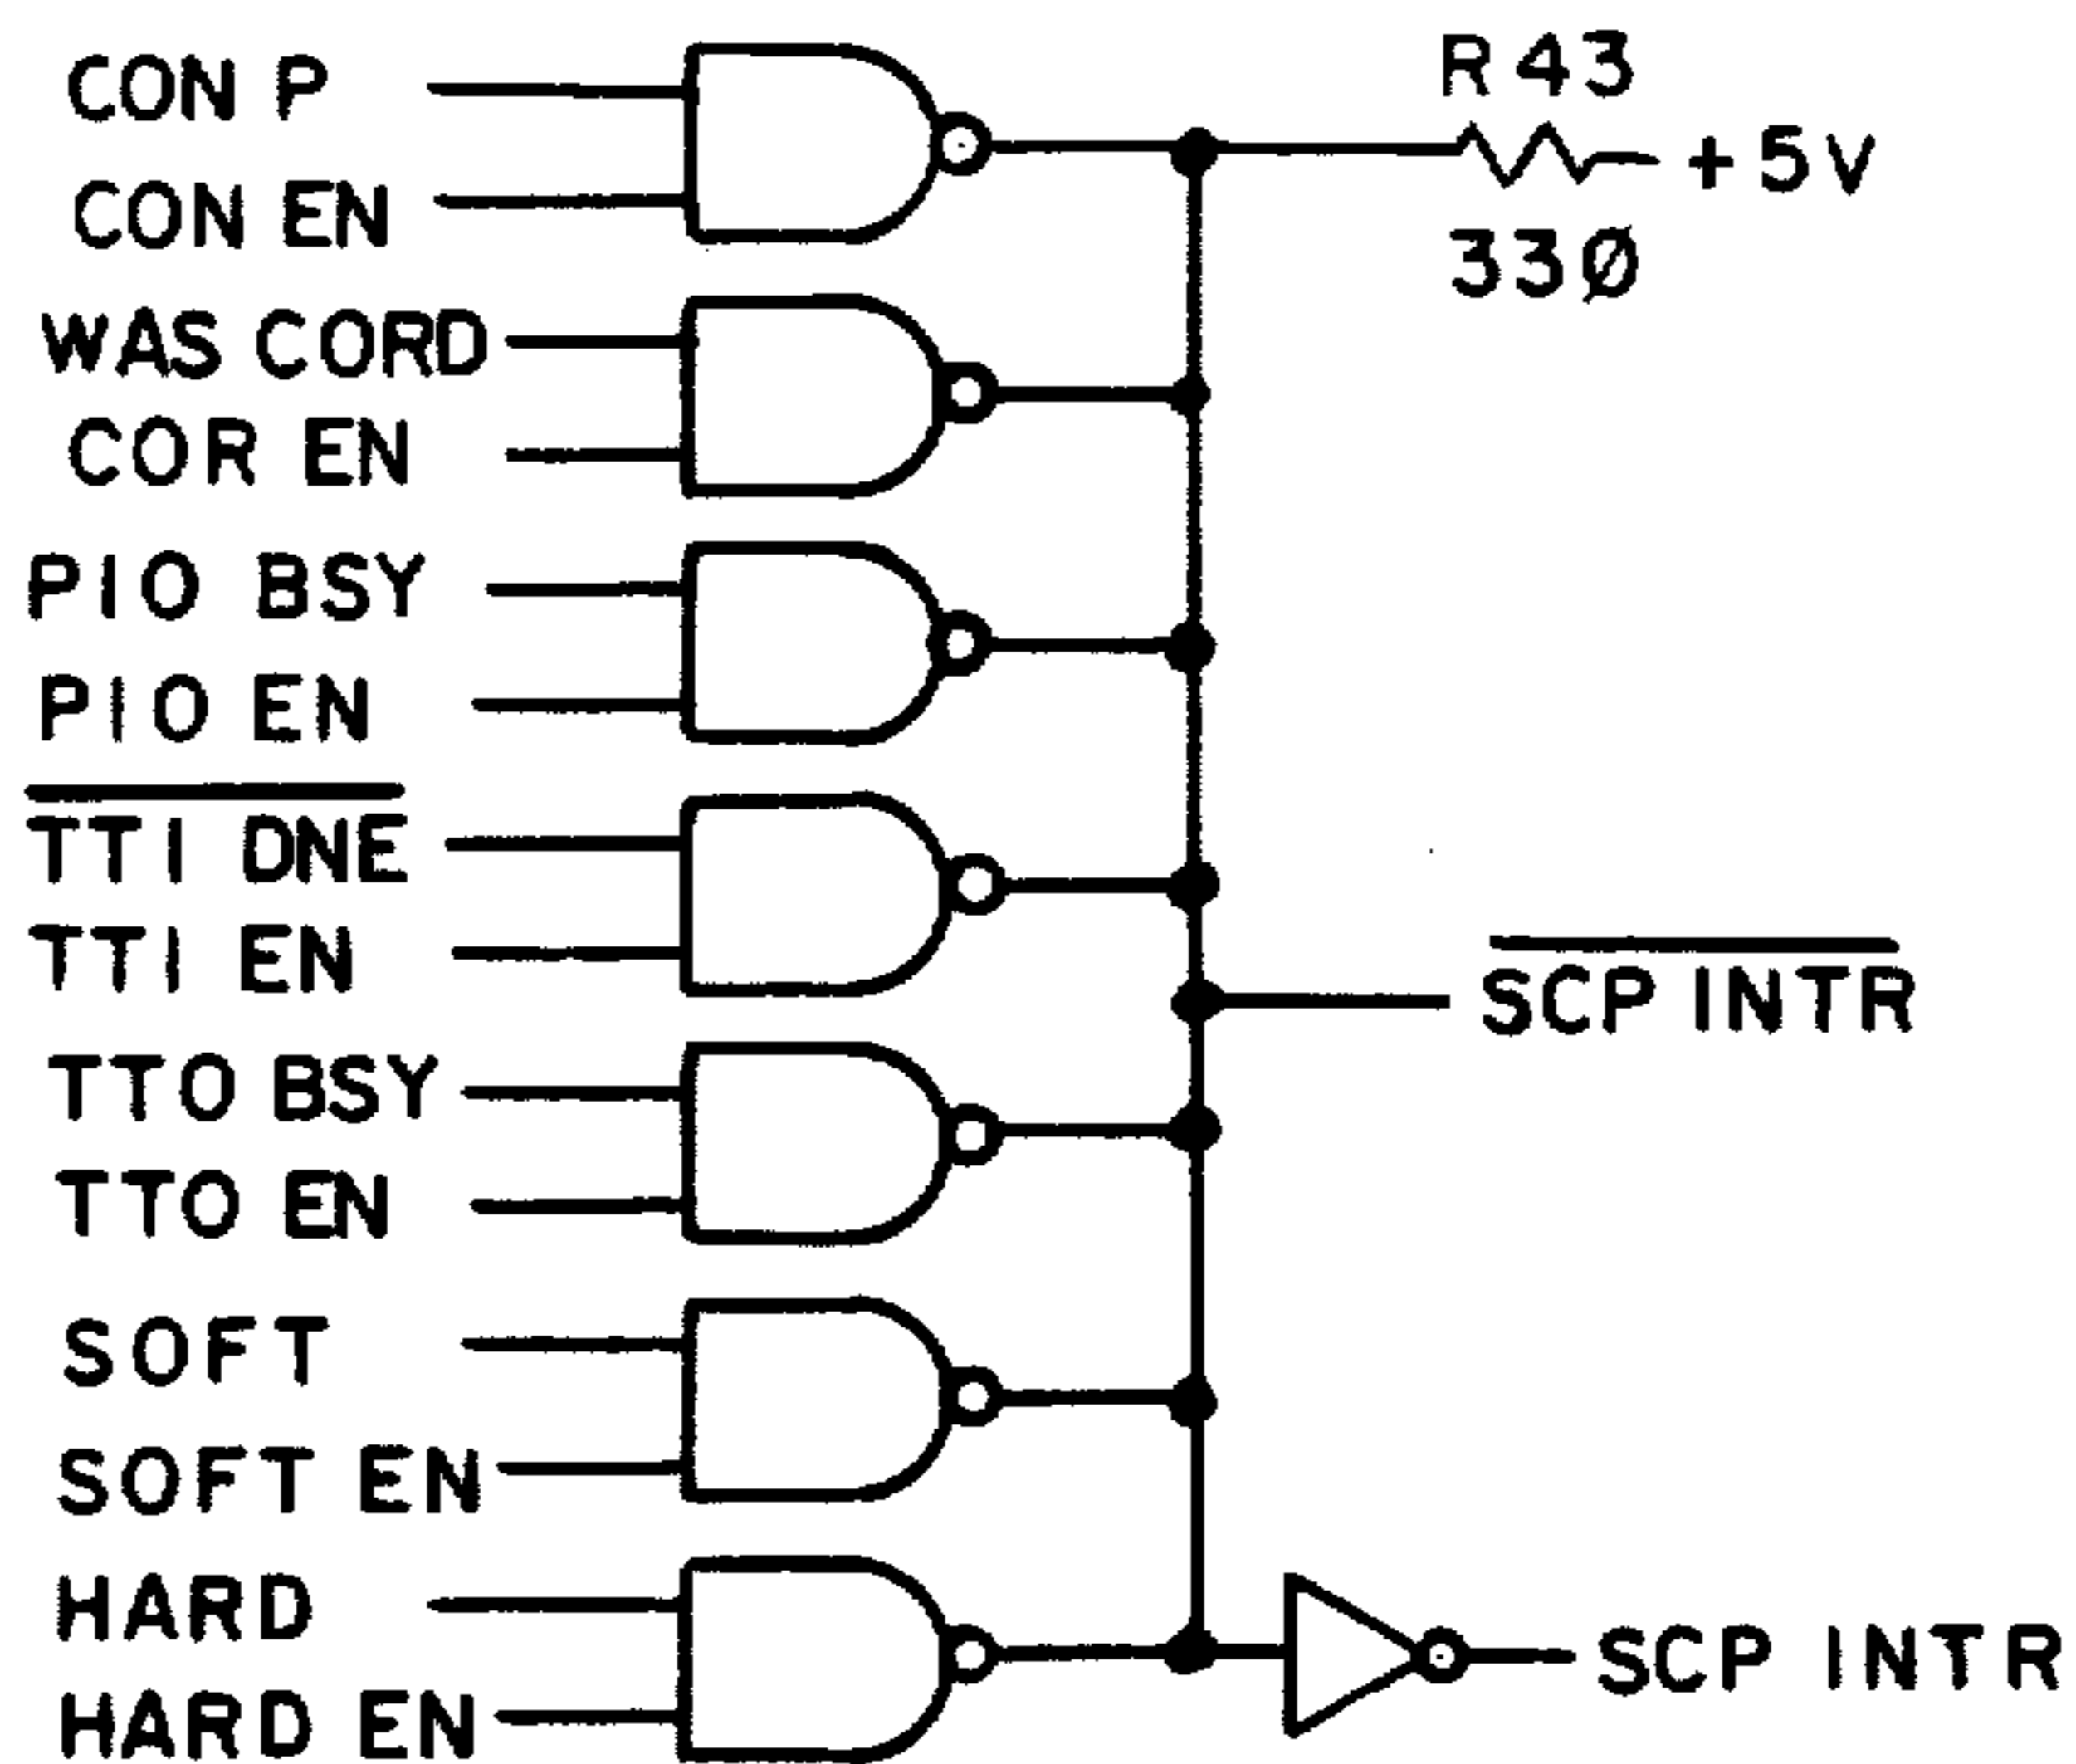 CON P
CON EN
WAS CORD
COR EN
PIO BSY
PIO EN
TTI DNE
TTI EN
TTO BSY
TTO EN
SOFT
SOFT EN
HARD
HARD EN
R43
+5V
330
SCP INTR
SCP INTR